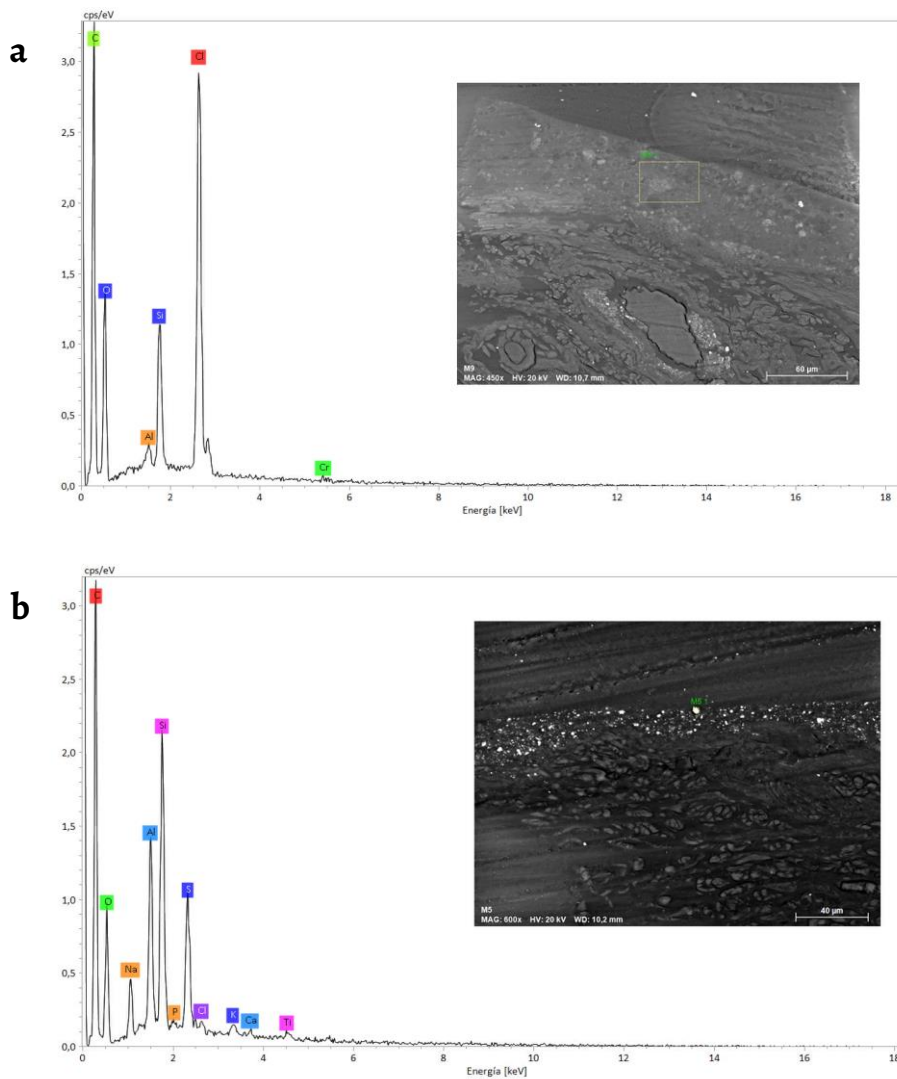 a
cps/eV
3,0
2,5
2,0
1,5
1,0
0,5
0,0
C
O
Al
Si
Cl
Cr
0 2 4 6 8 10 12 14 16 18
Energía [keV]
M9
MAG: 450x HV: 20 kV WD: 10,7 mm
60 µm
b
cps/eV
3,0
2,5
2,0
1,5
1,0
0,5
0,0
C
O
Na
Al
Si
P
S
Cl
K
Ca
Ti
0 2 4 6 8 10 12 14 16 18
Energía [keV]
M5
MAG: 600x HV: 20 kV WD: 10,2 mm
40 µm